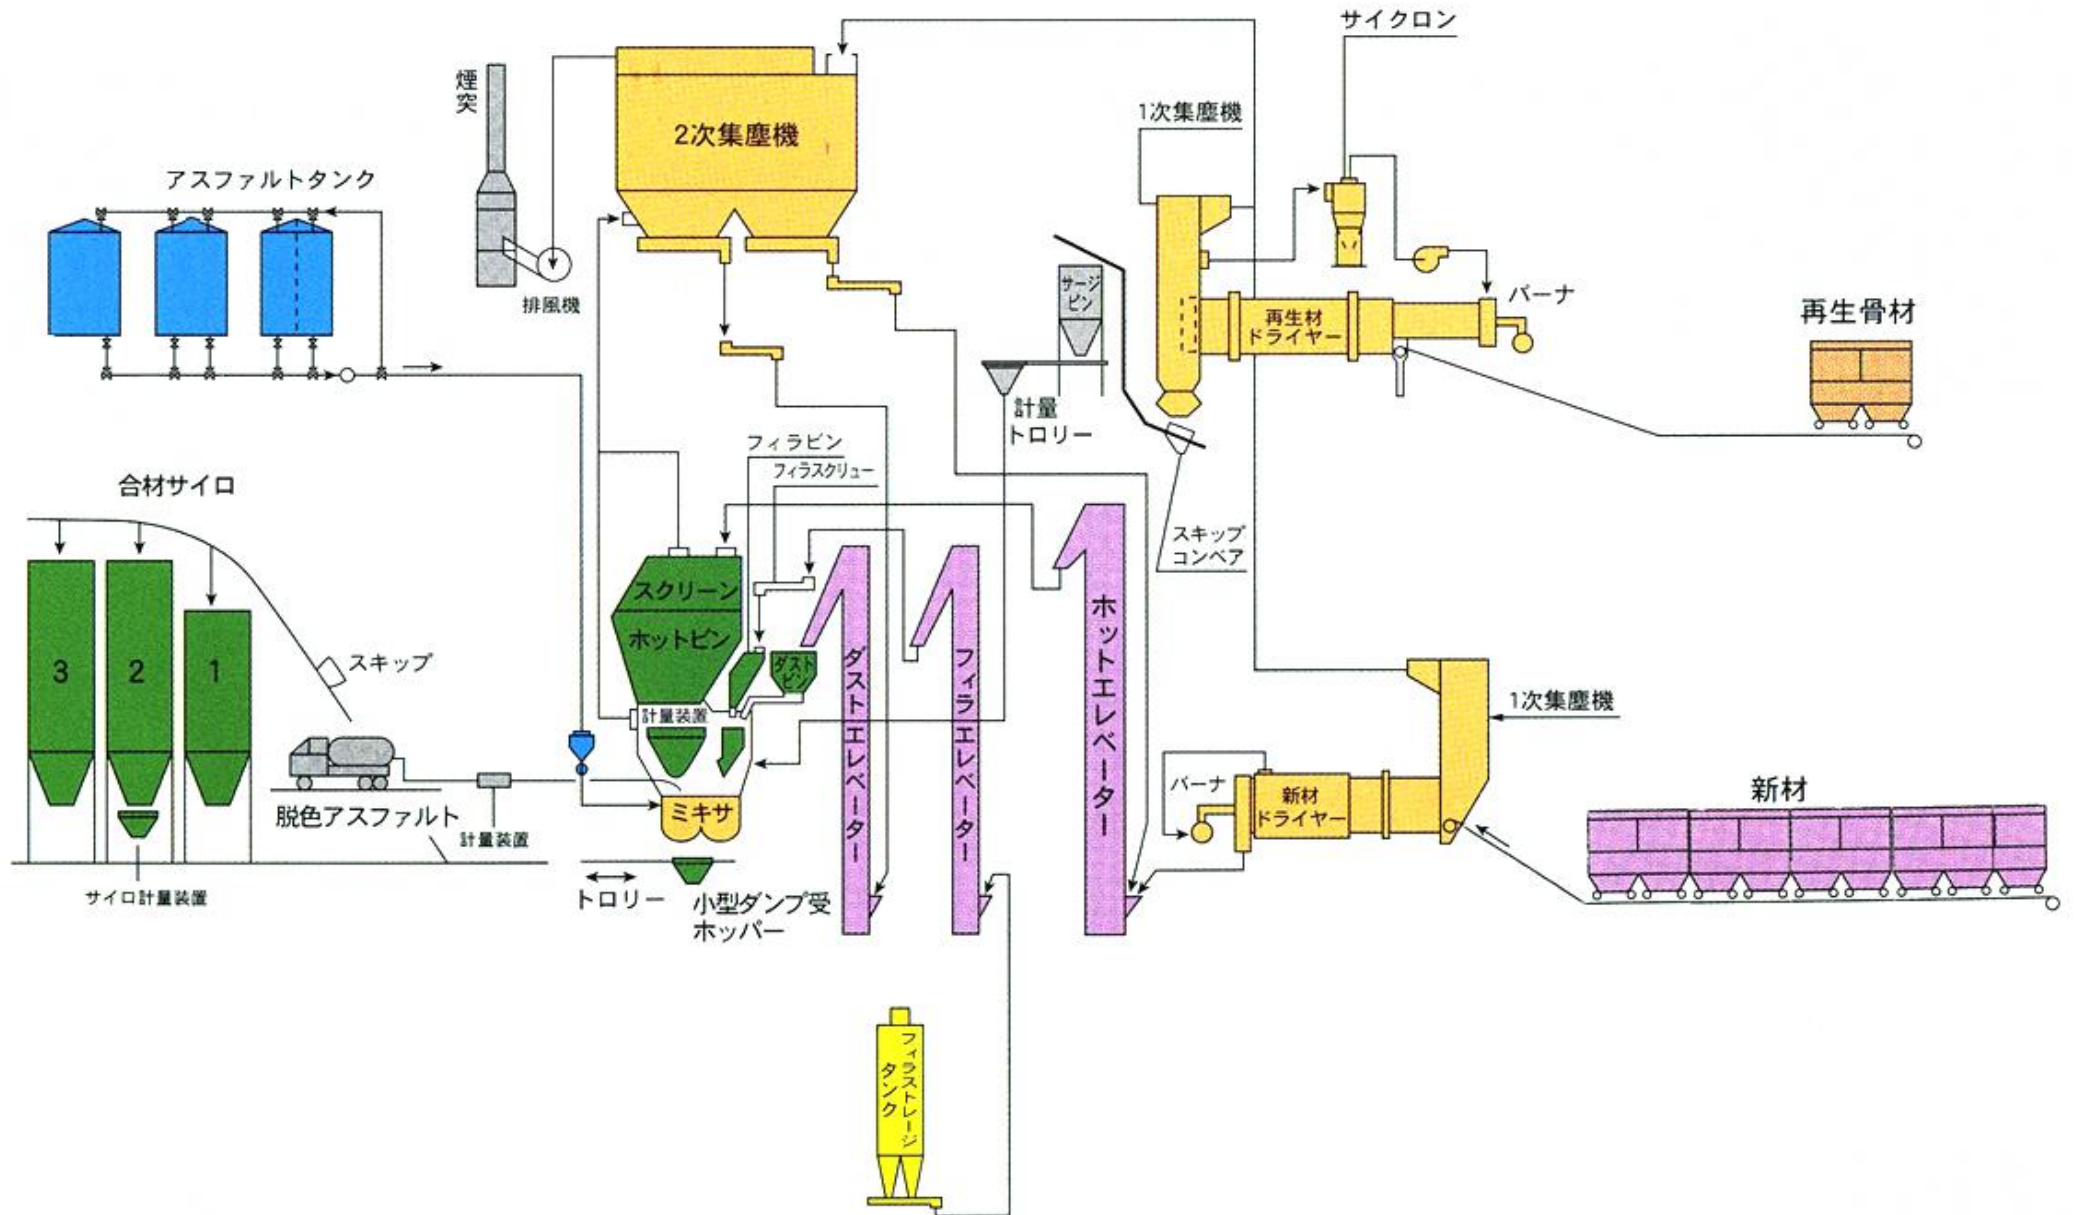 サイクロン
煙突
2次集塵機
1次集塵機
アスファルトタンク
排風機
サージ
ビン
再生材
ドライヤー
バーナ
再生骨材
計量
トロリー
フィラビン
フィラスクリュー
合材サイロ
スキップ
コンベア
スクリーン
ホットビン
ダスト
ビン
ダストエレベーター
フィラエレベーター
ホットエレベーター
3
2
1
スキップ
計量装置
1次集塵機
バーナ
新材
ドライヤー
新材
脱色アスファルト
計量装置
ミキサ
サイロ計量装置
トロリー
小型ダンプ受
ホッパー
フィラストレージ
タンク